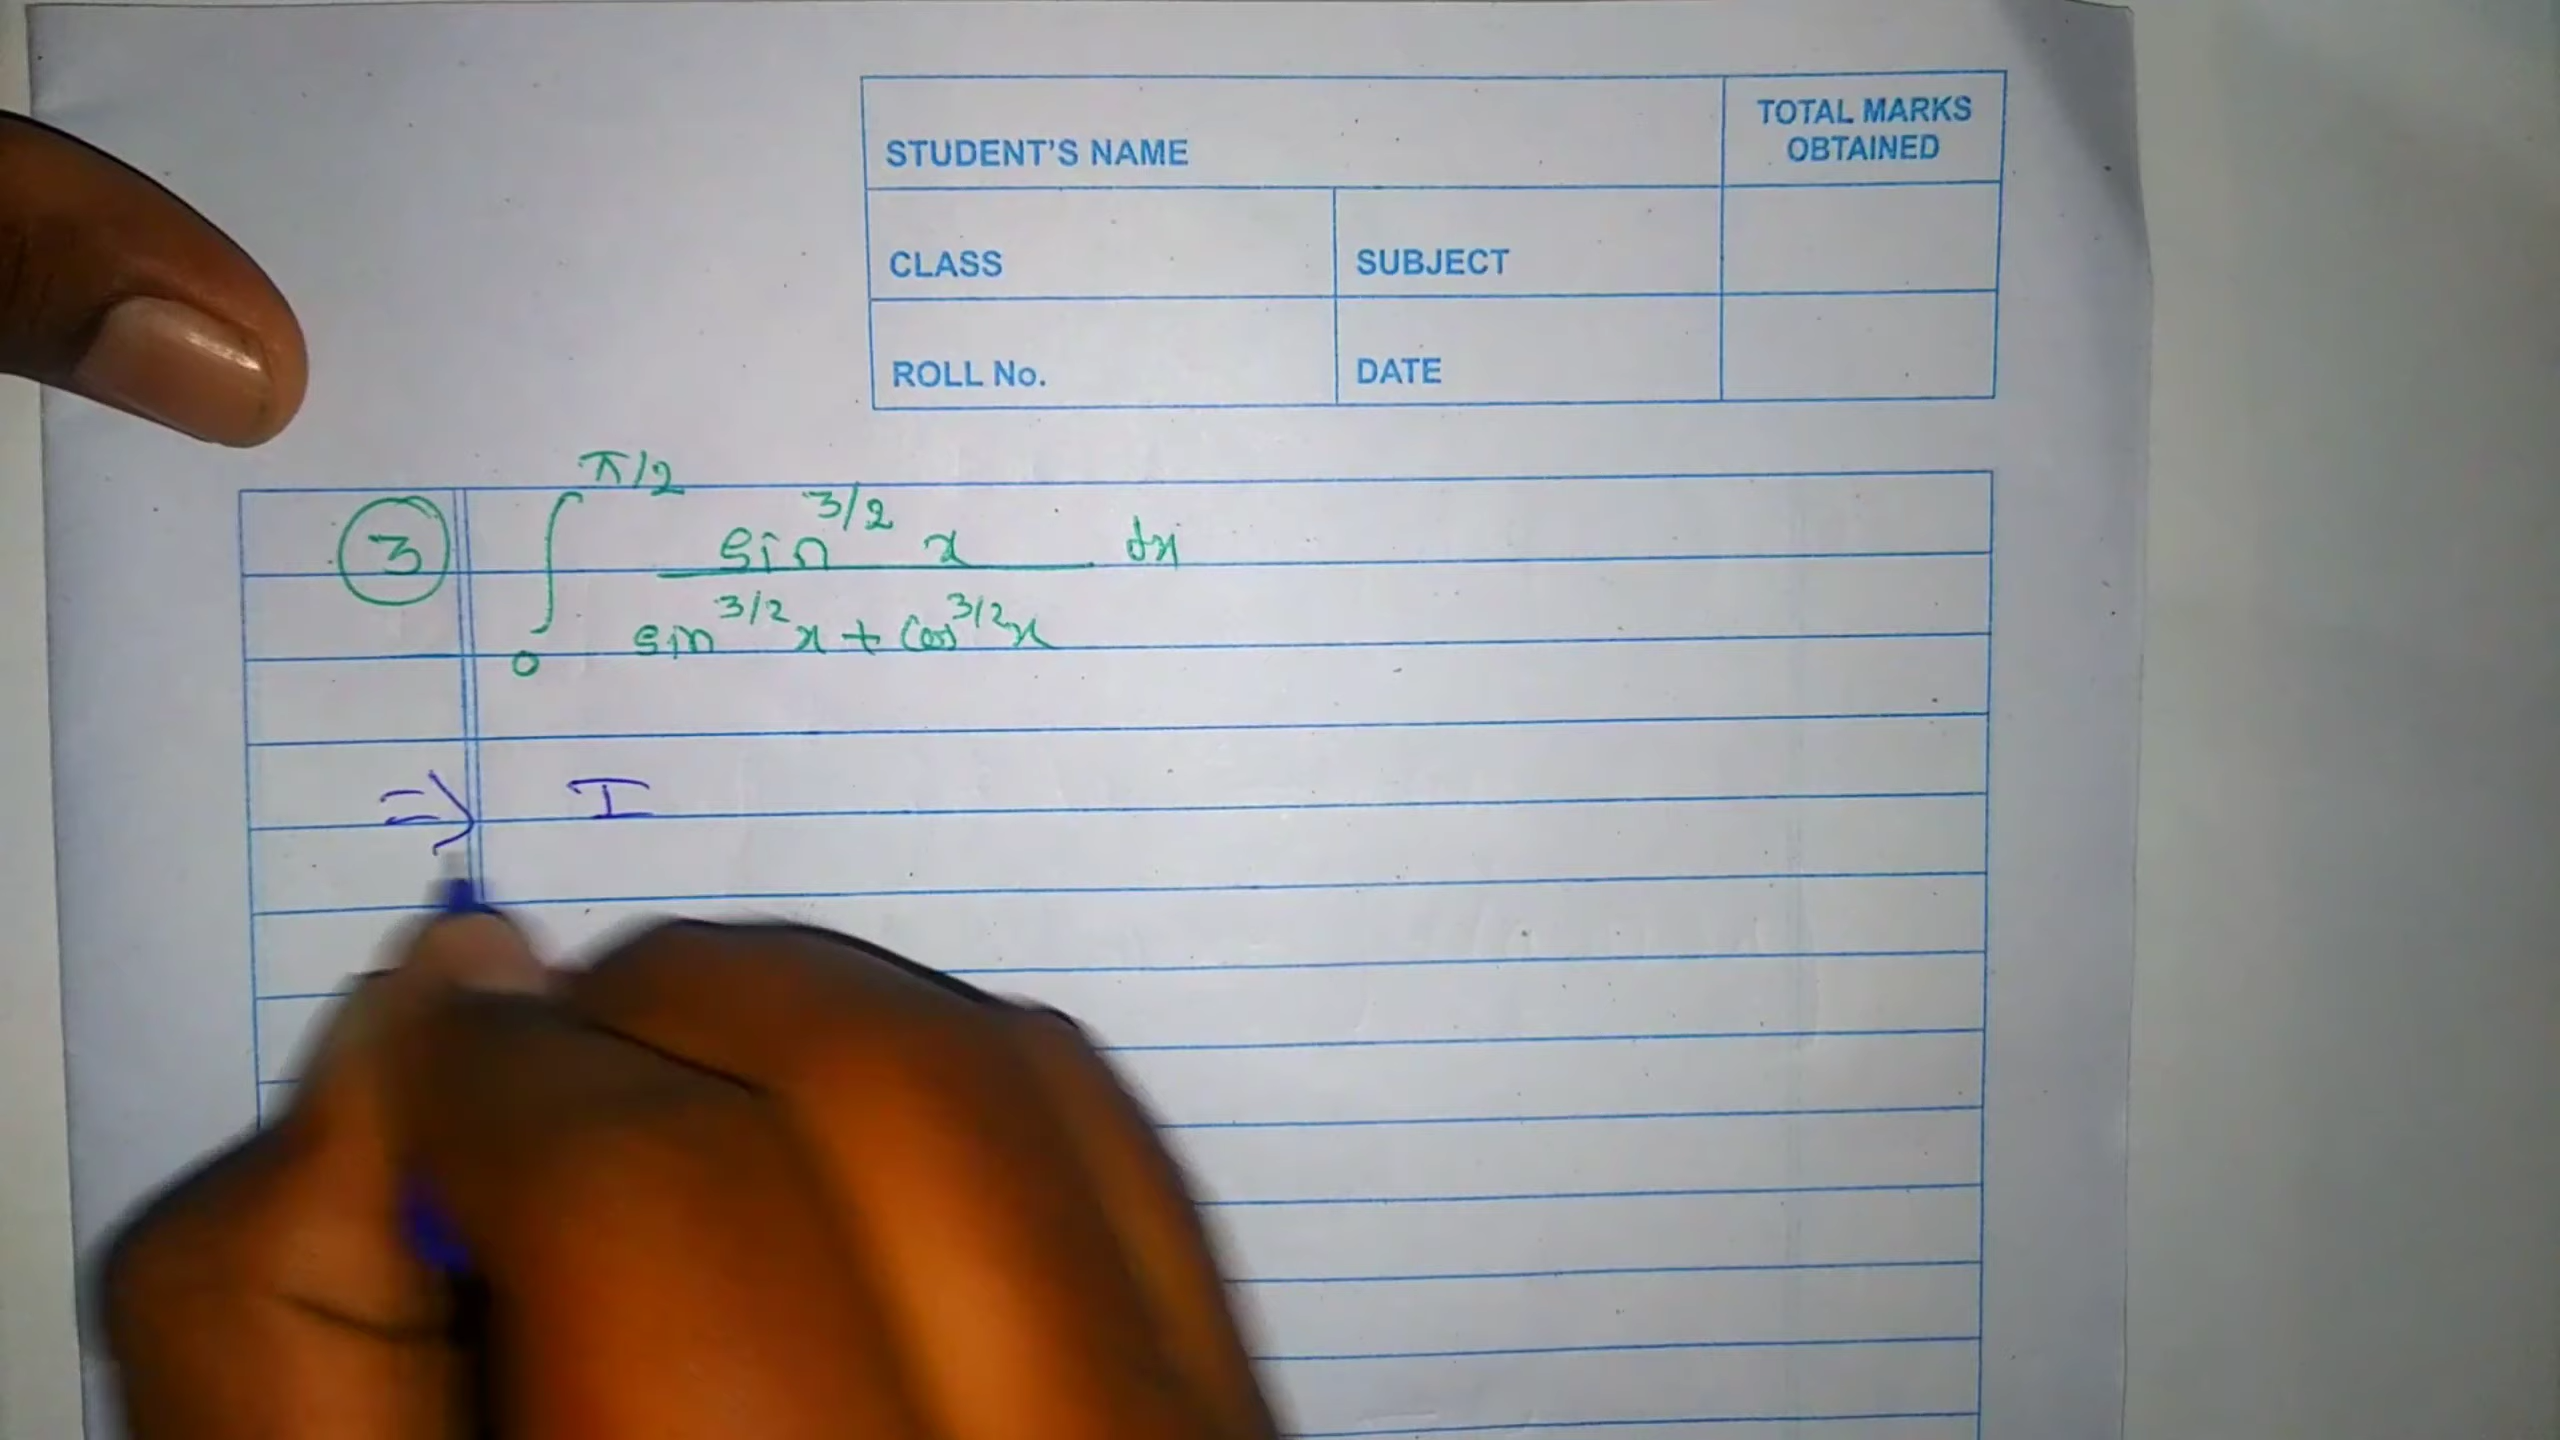 STUDENT'S NAME
TOTAL MARKS
OBTAINED
CLASS
SUBJECT
ROLL No.
DATE
π/2
3 ∫ sin^3/2 x dx
0 sin^3/2 x + cos^3/2 x
=> I